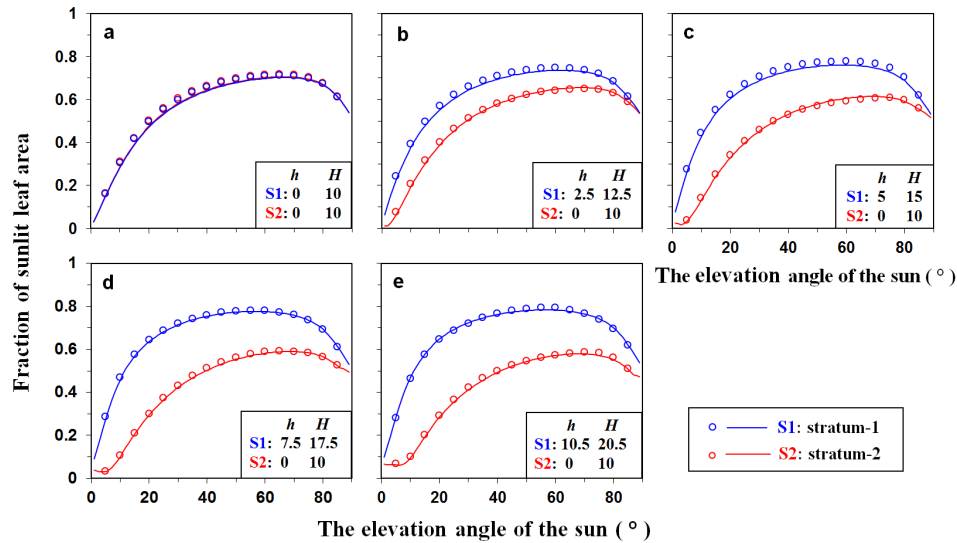 Fraction of sunlit leaf area
1
0.8
0.6
0.4
0.2
0
a
h H
S1: 0 10
S2: 0 10
b
h H
S1: 2.5 12.5
S2: 0 10
c
h H
S1: 5 15
S2: 0 10
0 20 40 60 80
The elevation angle of the sun ( ° )
1
0.8
0.6
0.4
0.2
0
d
h H
S1: 7.5 17.5
S2: 0 10
0 20 40 60 80
e
h H
S1: 10.5 20.5
S2: 0 10
0 20 40 60 80
The elevation angle of the sun ( ° )
S1: stratum-1
S2: stratum-2